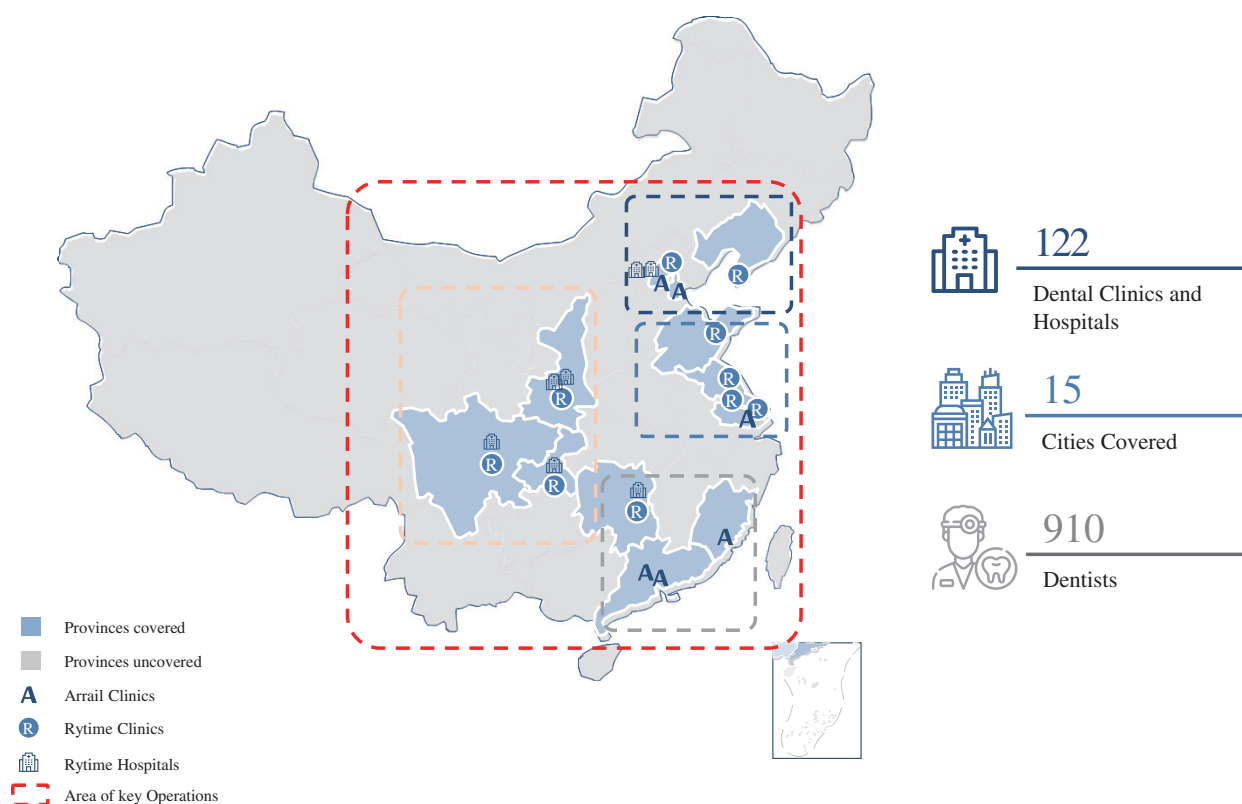 R
R
A
A
R
R
R
R
A
R
R
R
R
A
A
A
122
Dental Clinics and
Hospitals
15
Cities Covered
910
Dentists
Provinces covered
Provinces uncovered
A Arrail Clinics
R Rytime Clinics
Rytime Hospitals
Area of key Operations